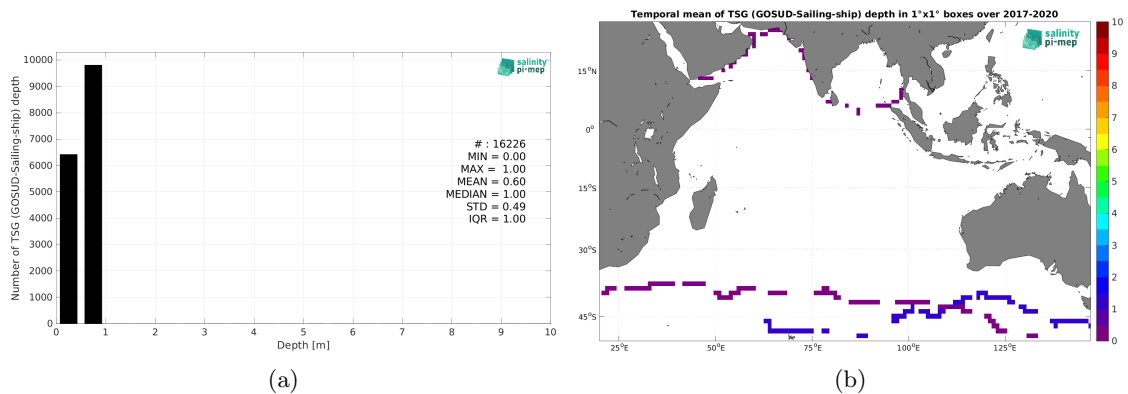 Number of TSG (GOSUD-Sailing-ship) depth
10000
9000
8000
7000
6000
5000
4000
3000
2000
1000
0
0 1 2 3 4 5 6 7 8 9 10
Depth [m]
salinity
pi-mep
# : 16226
MIN = 0.00
MAX = 1.00
MEAN = 0.60
MEDIAN = 1.00
STD = 0.49
IQR = 1.00
(a)
Temporal mean of TSG (GOSUD-Sailing-ship) depth in 1°x1° boxes over 2017-2020
salinity
pi-mep
15°N
0°
15°S
30°S
45°S
25°E 50°E 75°E 100°E 125°E
10
9
8
7
6
5
4
3
2
1
0
(b)